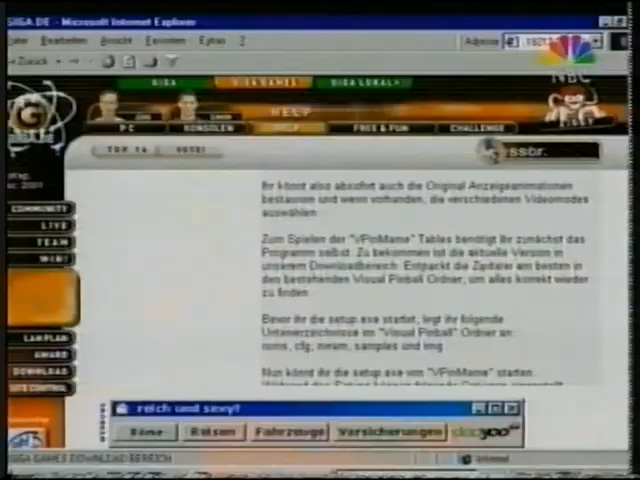 GIGA.DE - Microsoft Internet Explorer
Bearbeiten Ansicht Favoriten Extras ?
Adresse
Zurück
NBC
GIGA GIGA GAMES GIGA LOKAL>
HELP
PC KONSOLEN HELP FREE & FUN CHALLENGE
TOP 14 VOTE!
2001
COMMUNITY
LIVE
TEAM
WIR!
LANPLAN
AWARD
DOWNLOAD
Ihr könnt also absofort auch die Original Anzeigeanimationen
bestaunen und wenn vorhanden, die verschiedenen Videomodes
auswählen.
Zum Spielen der "VPinMame" Tables benötigt Ihr zunächst das
Programm selbst. Zu bekommen ist die aktuelle Version in
unserem Downloadbereich. Entpackt die Zipdatei am besten in
den bestehenden Visual Pinball Ordner, um alles korrekt wieder
zu finden.
Bevor ihr die setup.exe startet, legt ihr folgende
Unterverzeichnisse im "Visual Pinball" Ordner an:
roms, cfg, nvram, samples und img
Nun könnt ihr die setup.exe von "VPinMame" starten.
reich und sexy?
Börse Reisen Fahrzeuge Versicherungen dooyoo
GIGA GAMES DOWNLOAD BEREICH Internet